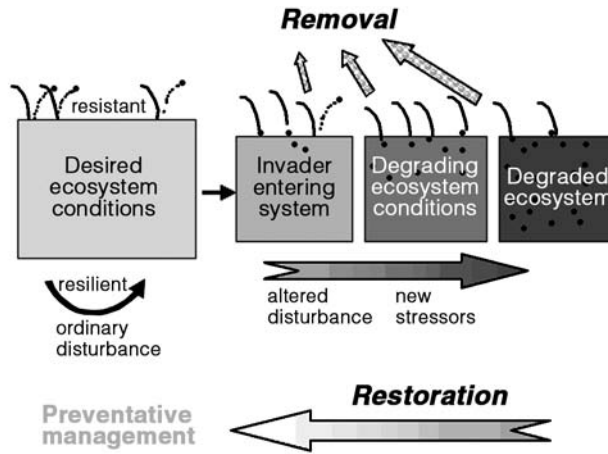 Removal
resistant
Desired
ecosystem
conditions
Invader
entering
system
Degrading
ecosystem
conditions
Degraded
ecosystem
resilient
ordinary
disturbance
altered
disturbance
new
stressors
Restoration
Preventative
management